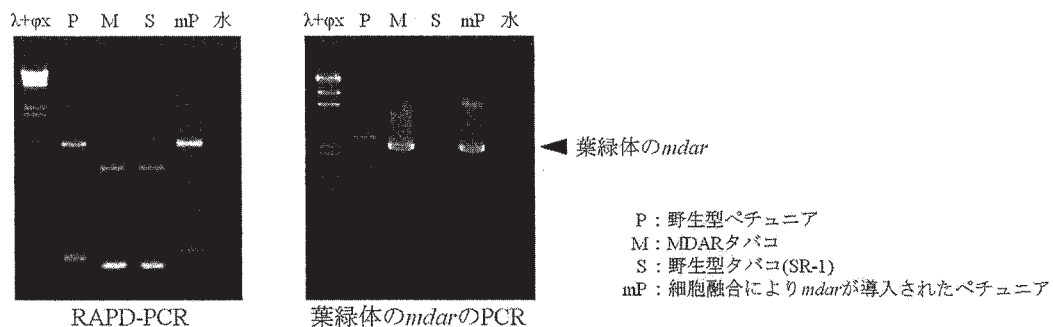 λ+φx P M S mP 水
λ+φx P M S mP 水
葉緑体のmdar
P：野生型ペチュニア
M：MDARタバコ
S：野生型タバコ(SR-1)
mP：細胞融合によりmdarが導入されたペチュニア
RAPD-PCR
葉緑体のmdarのPCR